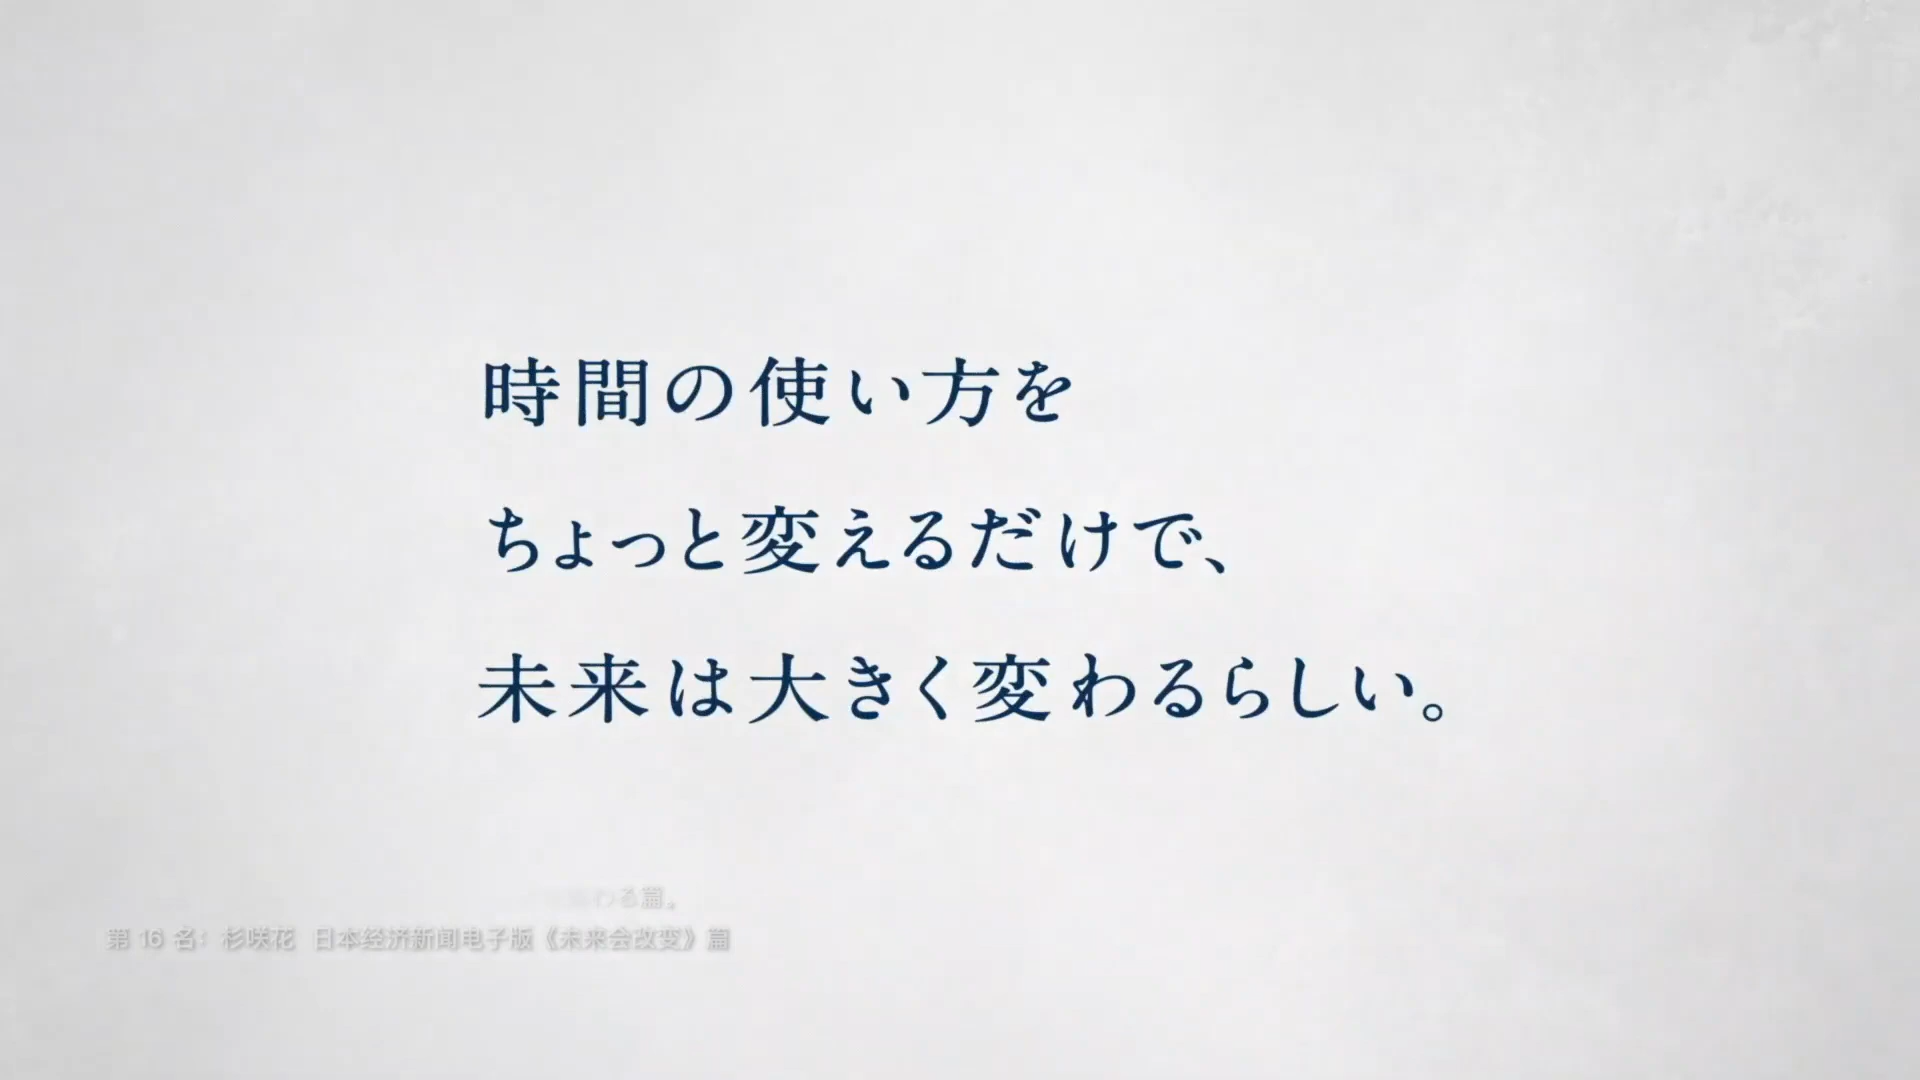 時間の使い方を
ちょっと変えるだけで、
未来は大きく変わるらしい。
わる篇。
第 16 名：杉咲花 日本经济新闻电子版《未来会改变》篇